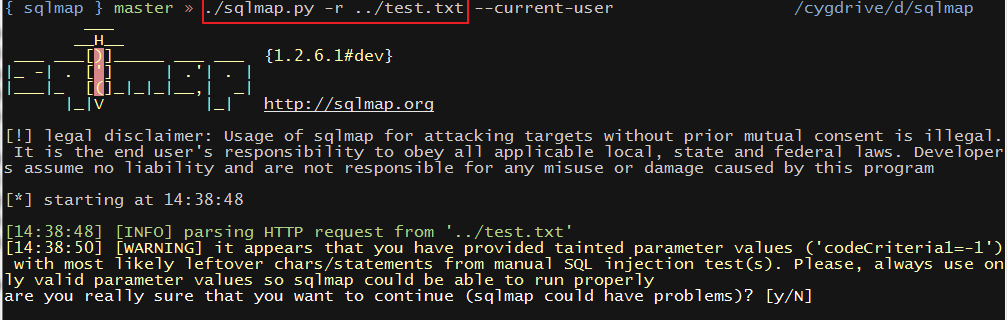 { sqlmap } master » ./sqlmap.py -r ../test.txt --current-user /cygdrive/d/sqlmap
        ___
       __H__
 ___ ___[)]_____ ___ ___  {1.2.6.1#dev}
|_ -| . [']     | .'| . |
|___|_  [(]_|_|_|__,|  _|
      |_|V          |_|   http://sqlmap.org
[!] legal disclaimer: Usage of sqlmap for attacking targets without prior mutual consent is illegal.
 It is the end user's responsibility to obey all applicable local, state and federal laws. Developer
s assume no liability and are not responsible for any misuse or damage caused by this program
[*] starting at 14:38:48
[14:38:48] [INFO] parsing HTTP request from '../test.txt'
[14:38:50] [WARNING] it appears that you have provided tainted parameter values ('codeCriteria1=-1')
 with most likely leftover chars/statements from manual SQL injection test(s). Please, always use on
ly valid parameter values so sqlmap could be able to run properly
are you really sure that you want to continue (sqlmap could have problems)? [y/N]